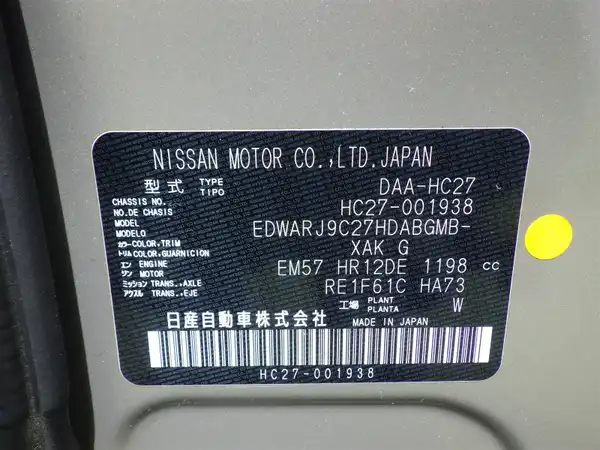 NISSAN MOTOR CO.,LTD.JAPAN
型式 TYPE TIPO DAA-HC27
CHASSIS NO. NO.DE CHASSIS HC27-001938
MODEL MODELO EDWARJ9C27HDABGMB-
カラー COLOR,TRIM トリム COLOR,GUARNICION XAK G
エン ENGINE ジン MOTOR EM57 HR12DE 1198 cc
ミッション TRANS.,AXLE アクスル TRANS.,EJE RE1F61C HA73
工場 PLANT PLANTA W
日産自動車株式会社 MADE IN JAPAN
HC27-001938